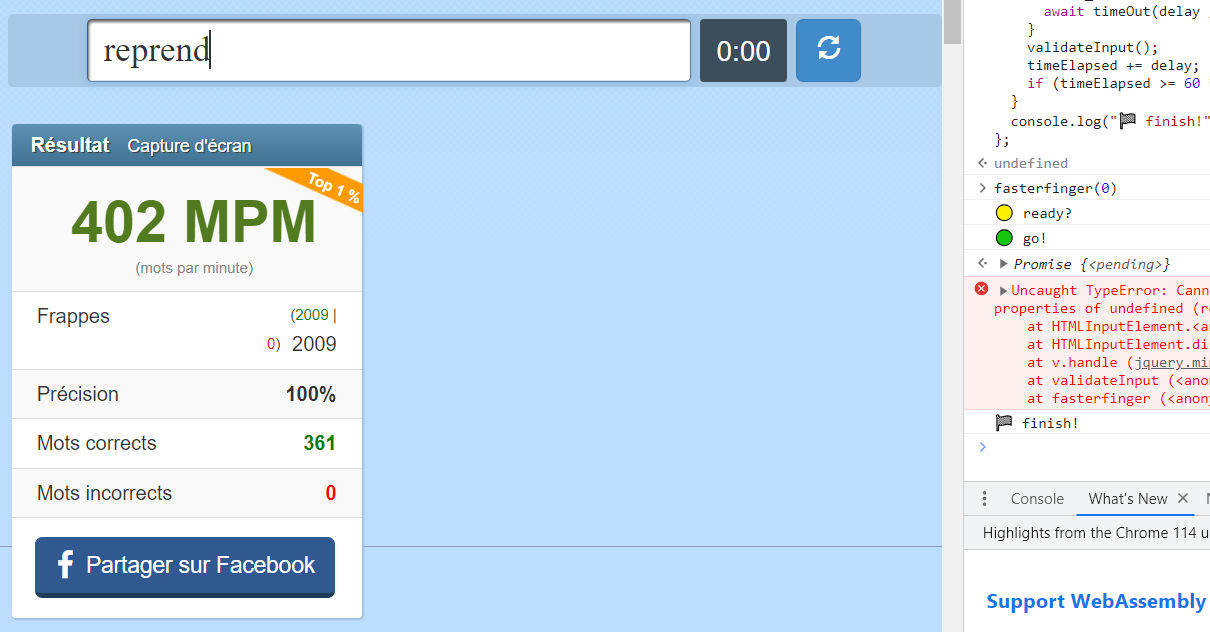 reprend
0:00
Résultat Capture d'écran
Top 1 %
402 MPM
(mots par minute)
Frappes (2009 |
0) 2009
Précision 100%
Mots corrects 361
Mots incorrects 0
f Partager sur Facebook
await timeOut(delay
}
validateInput();
timeElapsed += delay;
if (timeElapsed >= 60
}
console.log("🏁 finish!"
};
undefined
fasterfinger(0)
ready?
go!
Promise {<pending>}
Uncaught TypeError: Cann
properties of undefined (r
at HTMLInputElement.<a
at HTMLInputElement.di
at v.handle (jquery.mi
at validateInput (<ano
at fasterfinger (<anon
finish!
Console What's New
Highlights from the Chrome 114 u
Support WebAssembly